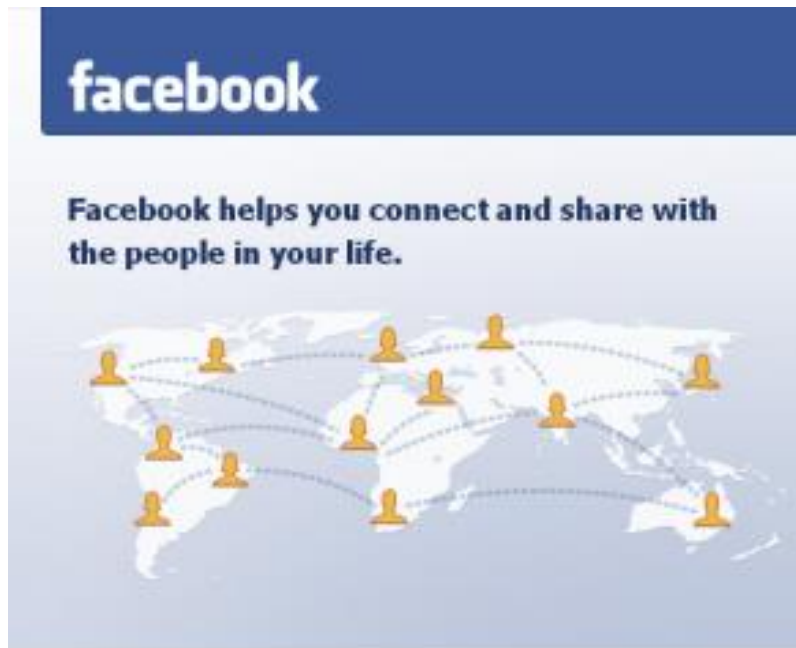 facebook
Facebook helps you connect and share with
the people in your life.